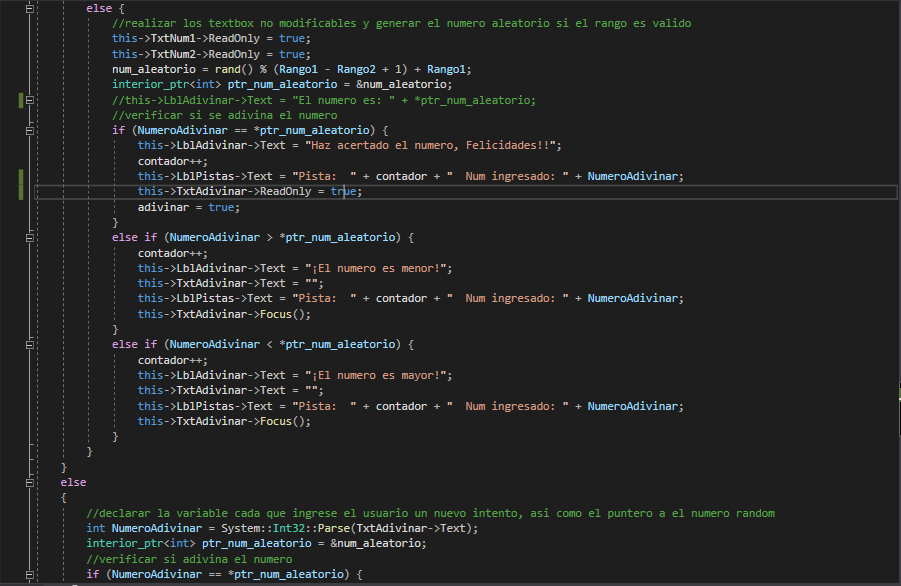 else {
//realizar los textbox no modificables y generar el numero aleatorio si el rango es valido
this->TxtNum1->ReadOnly = true;
this->TxtNum2->ReadOnly = true;
num_aleatorio = rand() % (Rango1 - Rango2 + 1) + Rango1;
interior_ptr<int> ptr_num_aleatorio = &num_aleatorio;
//this->LblAdivinar->Text = "El numero es: " + *ptr_num_aleatorio;
//verificar si se adivina el numero
if (NumeroAdivinar == *ptr_num_aleatorio) {
this->LblAdivinar->Text = "Haz acertado el numero, Felicidades!!";
contador++;
this->LblPistas->Text = "Pista:  " + contador + "  Num ingresado: " + NumeroAdivinar;
this->TxtAdivinar->ReadOnly = true;
adivinar = true;
}
else if (NumeroAdivinar > *ptr_num_aleatorio) {
contador++;
this->LblAdivinar->Text = "¡El numero es menor!";
this->TxtAdivinar->Text = "";
this->LblPistas->Text = "Pista:  " + contador + "  Num ingresado: " + NumeroAdivinar;
this->TxtAdivinar->Focus();
}
else if (NumeroAdivinar < *ptr_num_aleatorio) {
contador++;
this->LblAdivinar->Text = "¡El numero es mayor!";
this->TxtAdivinar->Text = "";
this->LblPistas->Text = "Pista:  " + contador + "  Num ingresado: " + NumeroAdivinar;
this->TxtAdivinar->Focus();
}
}
}
else
{
//declarar la variable cada que ingrese el usuario un nuevo intento, asi como el puntero a el numero random
int NumeroAdivinar = System::Int32::Parse(TxtAdivinar->Text);
interior_ptr<int> ptr_num_aleatorio = &num_aleatorio;
//verificar si adivina el numero
if (NumeroAdivinar == *ptr_num_aleatorio) {